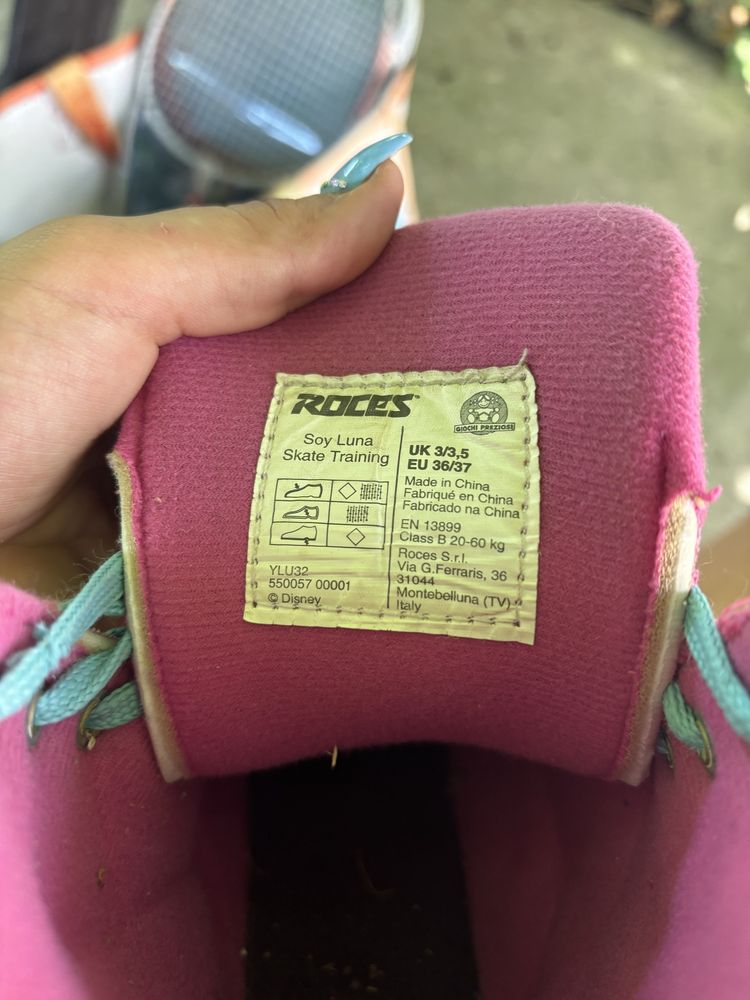 ROCES™
GIOCHI PREZIOSI
Soy Luna
Skate Training
YLU32
550057 00001
© Disney
UK 3/3,5
EU 36/37
Made in China
Fabriqué en China
Fabricado na China
EN 13899
Class B 20-60 kg
Roces S.r.l.
Via G.Ferraris, 36
31044
Montebelluna (TV)
Italy